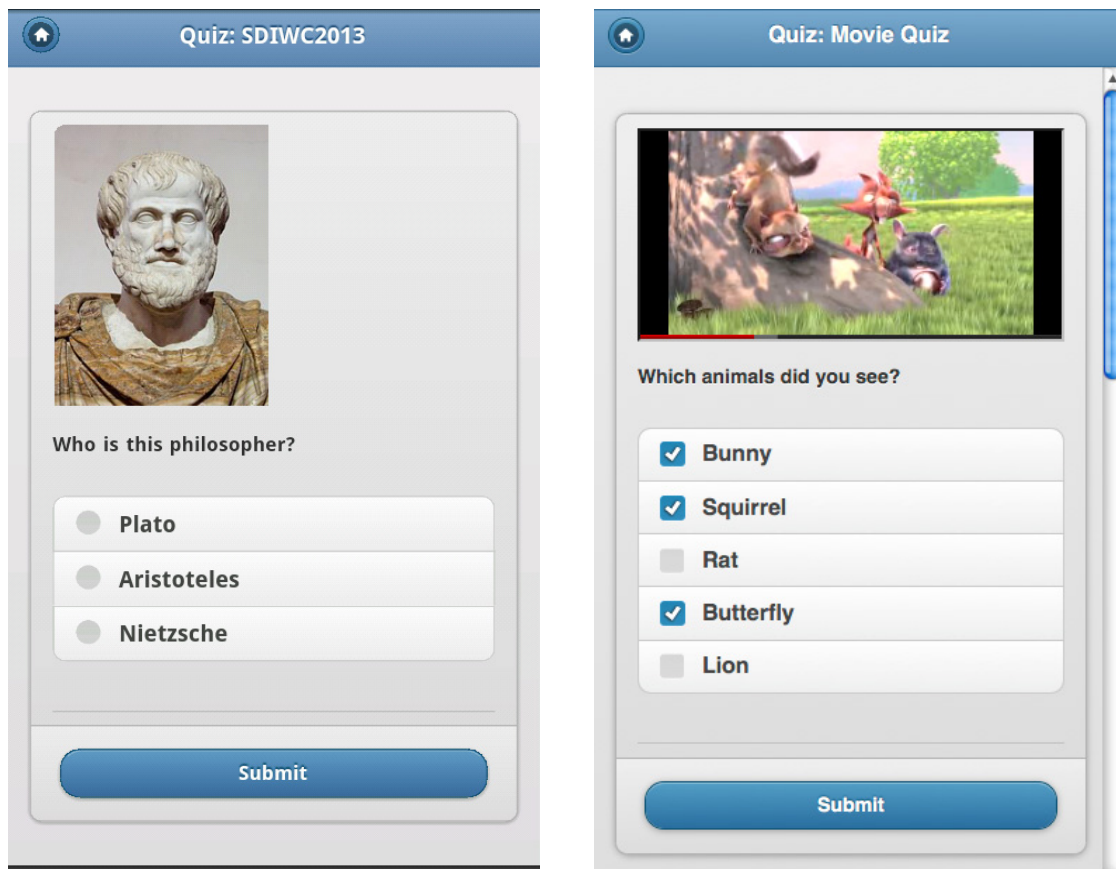 Quiz: SDIWC2013
Who is this philosopher?
Plato
Aristoteles
Nietzsche
Submit
Quiz: Movie Quiz
Which animals did you see?
Bunny
Squirrel
Rat
Butterfly
Lion
Submit